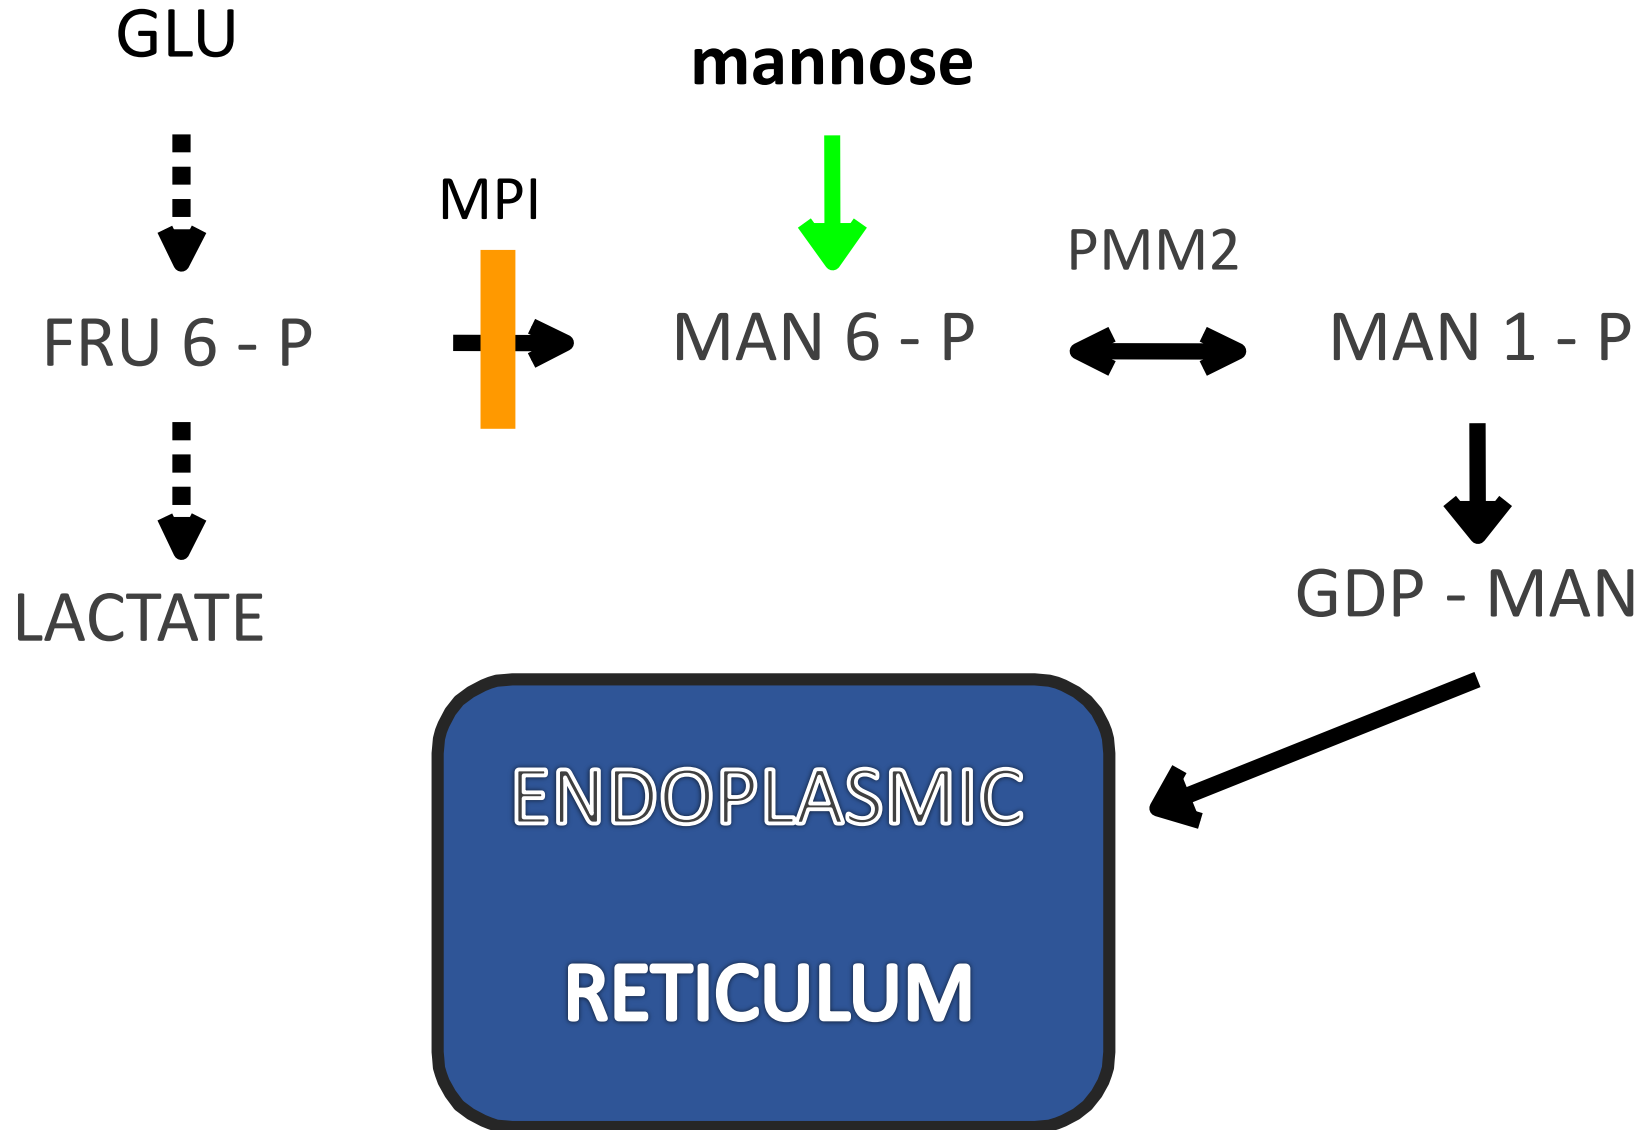 GLU
mannose
MPI
PMM2
FRU 6 - P
MAN 6 - P
MAN 1 - P
LACTATE
GDP - MAN
ENDOPLASMIC
RETICULUM